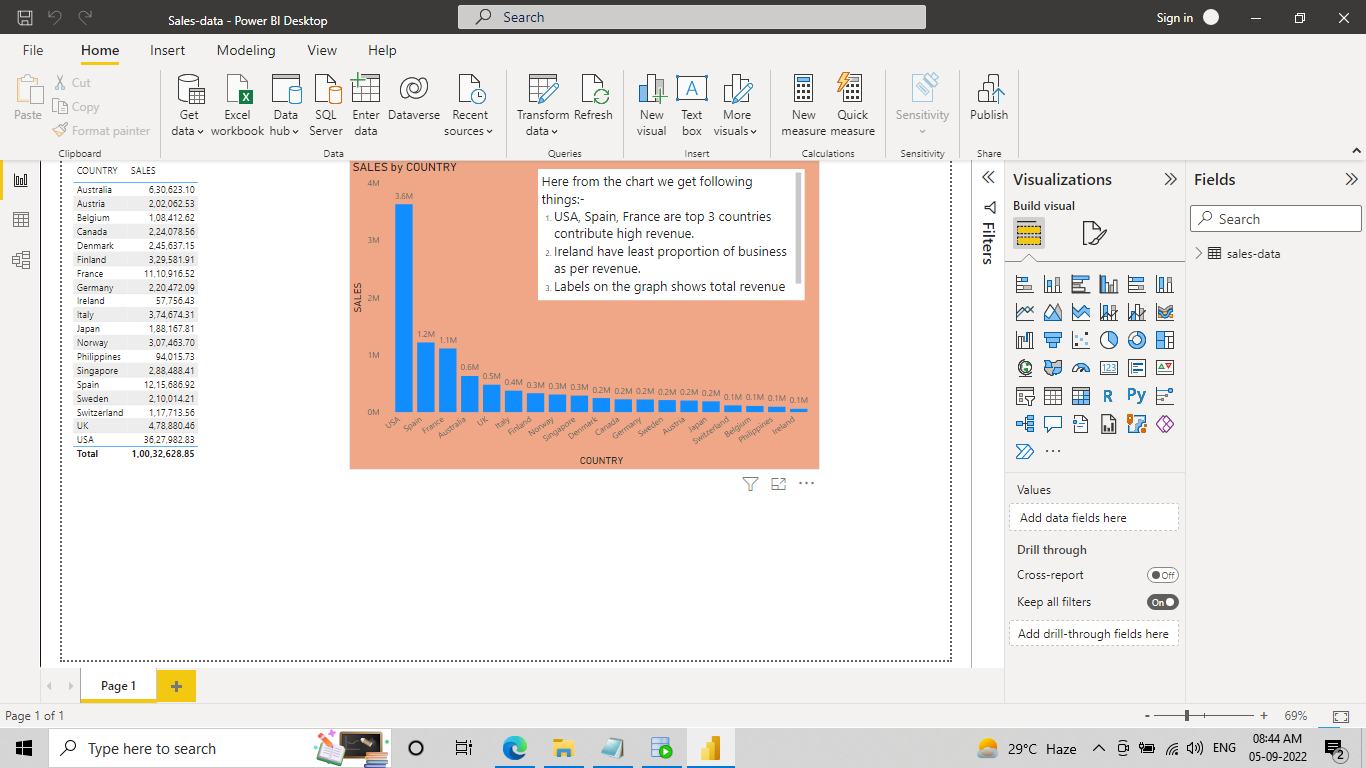 Sales-data - Power BI Desktop
Search
Sign in
File Home Insert Modeling View Help
Paste
Cut
Copy
Format painter
Clipboard
Get data
Excel workbook
Data hub
SQL Server
Enter data
Dataverse
Recent sources
Data
Transform data
Refresh
Queries
New visual
Text box
More visuals
Insert
New measure
Quick measure
Calculations
Sensitivity
Sensitivity
Publish
Share
COUNTRY SALES
Australia 6,30,623.10
Austria 2,02,062.53
Belgium 1,08,412.62
Canada 2,24,078.56
Denmark 2,45,637.15
Finland 3,29,581.91
France 11,10,916.52
Germany 2,20,472.09
Ireland 57,756.43
Italy 3,74,674.31
Japan 1,88,167.81
Norway 3,07,463.70
Philippines 94,015.73
Singapore 2,88,488.41
Spain 12,15,686.92
Sweden 2,10,014.21
Switzerland 1,17,713.56
UK 4,78,880.46
USA 36,27,982.83
Total 1,00,32,628.85
SALES by COUNTRY
Here from the chart we get following
things:-
1. USA, Spain, France are top 3 countries
contribute high revenue.
2. Ireland have least proportion of business
as per revenue.
3. Labels on the graph shows total revenue
4M
3M
2M
1M
0M
SALES
3.6M 1.2M 1.1M 0.6M 0.5M 0.4M 0.3M 0.3M 0.3M 0.2M 0.2M 0.2M 0.2M 0.2M 0.2M 0.1M 0.1M 0.1M 0.1M
USA Spain France Australia UK Italy Finland Norway Singapore Denmark Canada Germany Sweden Austria Japan Switzerland Belgium Philippines Ireland
COUNTRY
Filters
Visualizations
Build visual
123
R
Py
Values
Add data fields here
Drill through
Cross-report Off
Keep all filters On
Add drill-through fields here
Fields
Search
sales-data
Page 1
Page 1 of 1
- + 69%
Type here to search
29°C Haze
ENG
08:44 AM
05-09-2022
2